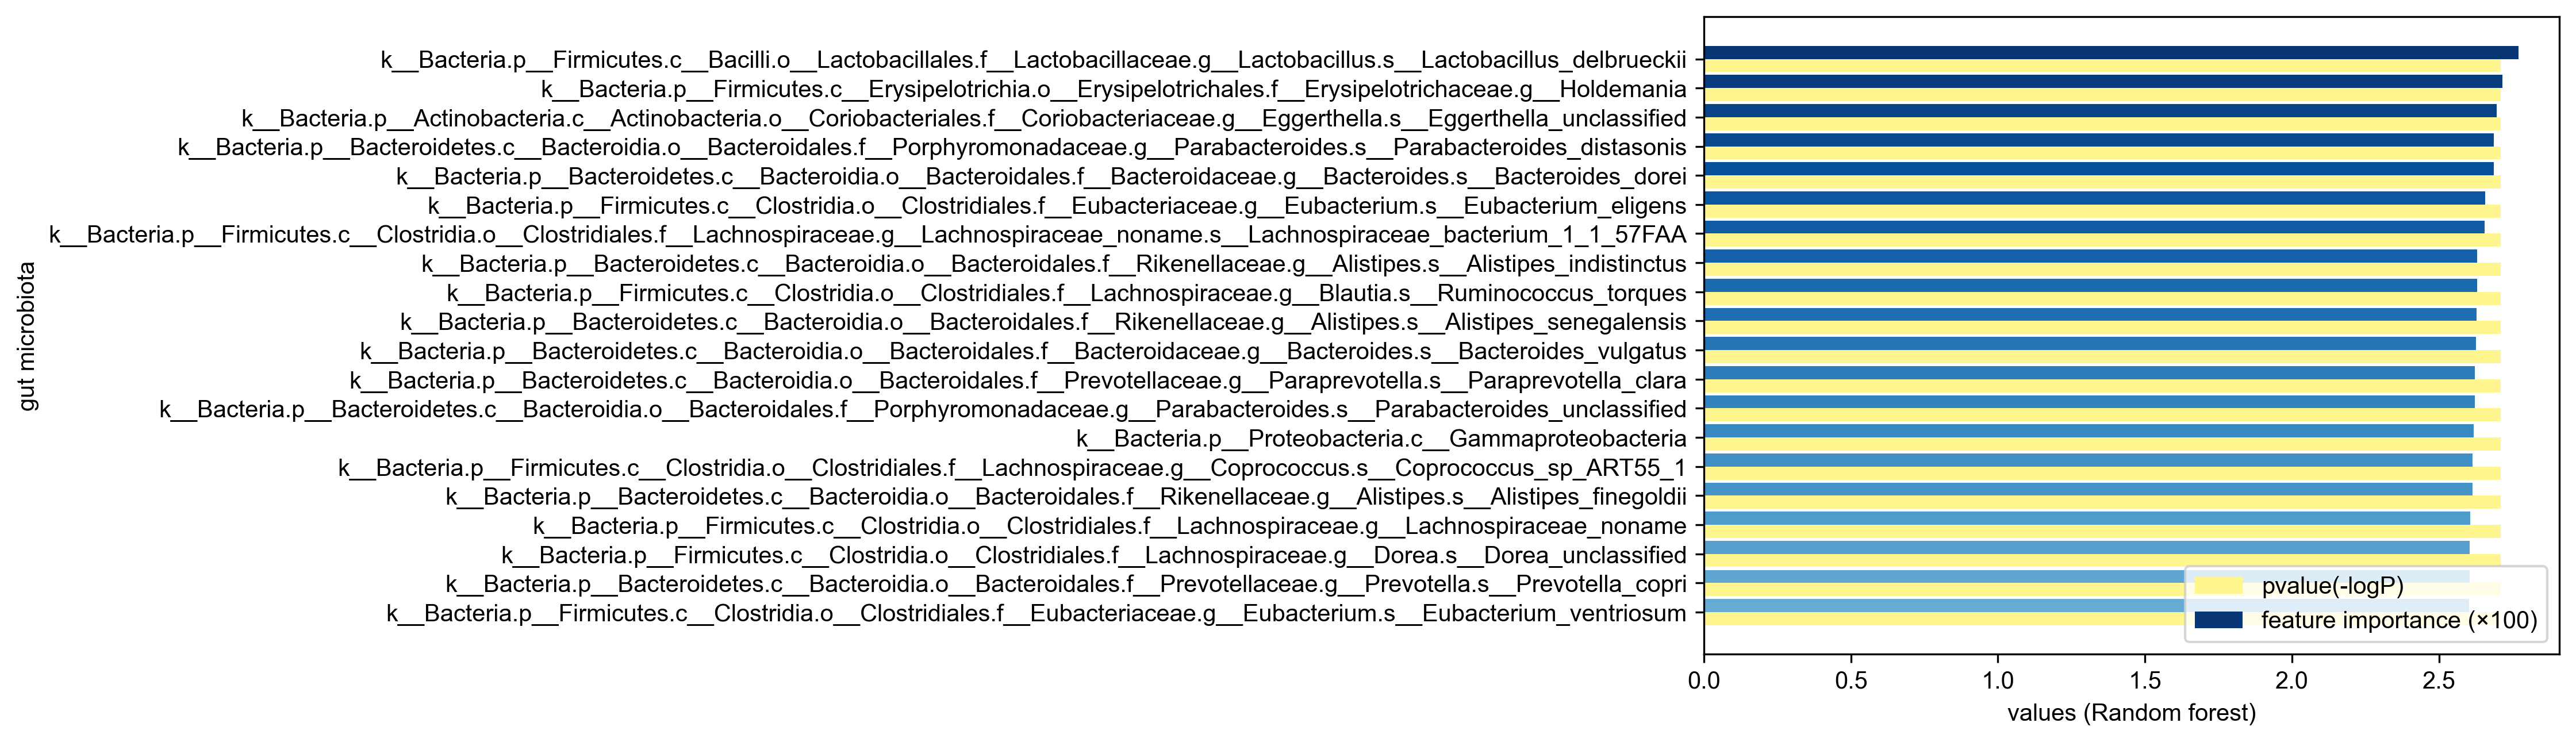 k__Bacteria.p__Firmicutes.c__Bacilli.o__Lactobacillales.f__Lactobacillaceae.g__Lactobacillus.s__Lactobacillus_delbrueckii
k__Bacteria.p__Firmicutes.c__Erysipelotrichia.o__Erysipelotrichales.f__Erysipelotrichaceae.g__Holdemania
k__Bacteria.p__Actinobacteria.c__Actinobacteria.o__Coriobacteriales.f__Coriobacteriaceae.g__Eggerthella.s__Eggerthella_unclassified
k__Bacteria.p__Bacteroidetes.c__Bacteroidia.o__Bacteroidales.f__Porphyromonadaceae.g__Parabacteroides.s__Parabacteroides_distasonis
k__Bacteria.p__Bacteroidetes.c__Bacteroidia.o__Bacteroidales.f__Bacteroidaceae.g__Bacteroides.s__Bacteroides_dorei
k__Bacteria.p__Firmicutes.c__Clostridia.o__Clostridiales.f__Eubacteriaceae.g__Eubacterium.s__Eubacterium_eligens
k__Bacteria.p__Firmicutes.c__Clostridia.o__Clostridiales.f__Lachnospiraceae.g__Lachnospiraceae_noname.s__Lachnospiraceae_bacterium_1_1_57FAA
k__Bacteria.p__Bacteroidetes.c__Bacteroidia.o__Bacteroidales.f__Rikenellaceae.g__Alistipes.s__Alistipes_indistinctus
k__Bacteria.p__Firmicutes.c__Clostridia.o__Clostridiales.f__Lachnospiraceae.g__Blautia.s__Ruminococcus_torques
k__Bacteria.p__Bacteroidetes.c__Bacteroidia.o__Bacteroidales.f__Rikenellaceae.g__Alistipes.s__Alistipes_senegalensis
k__Bacteria.p__Bacteroidetes.c__Bacteroidia.o__Bacteroidales.f__Bacteroidaceae.g__Bacteroides.s__Bacteroides_vulgatus
k__Bacteria.p__Bacteroidetes.c__Bacteroidia.o__Bacteroidales.f__Prevotellaceae.g__Paraprevotella.s__Paraprevotella_clara
k__Bacteria.p__Bacteroidetes.c__Bacteroidia.o__Bacteroidales.f__Porphyromonadaceae.g__Parabacteroides.s__Parabacteroides_unclassified
k__Bacteria.p__Proteobacteria.c__Gammaproteobacteria
k__Bacteria.p__Firmicutes.c__Clostridia.o__Clostridiales.f__Lachnospiraceae.g__Coprococcus.s__Coprococcus_sp_ART55_1
k__Bacteria.p__Bacteroidetes.c__Bacteroidia.o__Bacteroidales.f__Rikenellaceae.g__Alistipes.s__Alistipes_finegoldii
k__Bacteria.p__Firmicutes.c__Clostridia.o__Clostridiales.f__Lachnospiraceae.g__Lachnospiraceae_noname
k__Bacteria.p__Firmicutes.c__Clostridia.o__Clostridiales.f__Lachnospiraceae.g__Dorea.s__Dorea_unclassified
k__Bacteria.p__Bacteroidetes.c__Bacteroidia.o__Bacteroidales.f__Prevotellaceae.g__Prevotella.s__Prevotella_copri
k__Bacteria.p__Firmicutes.c__Clostridia.o__Clostridiales.f__Eubacteriaceae.g__Eubacterium.s__Eubacterium_ventriosum
gut microbiota
pvalue(-logP)
feature importance (×100)
0.0 0.5 1.0 1.5 2.0 2.5
values (Random forest)